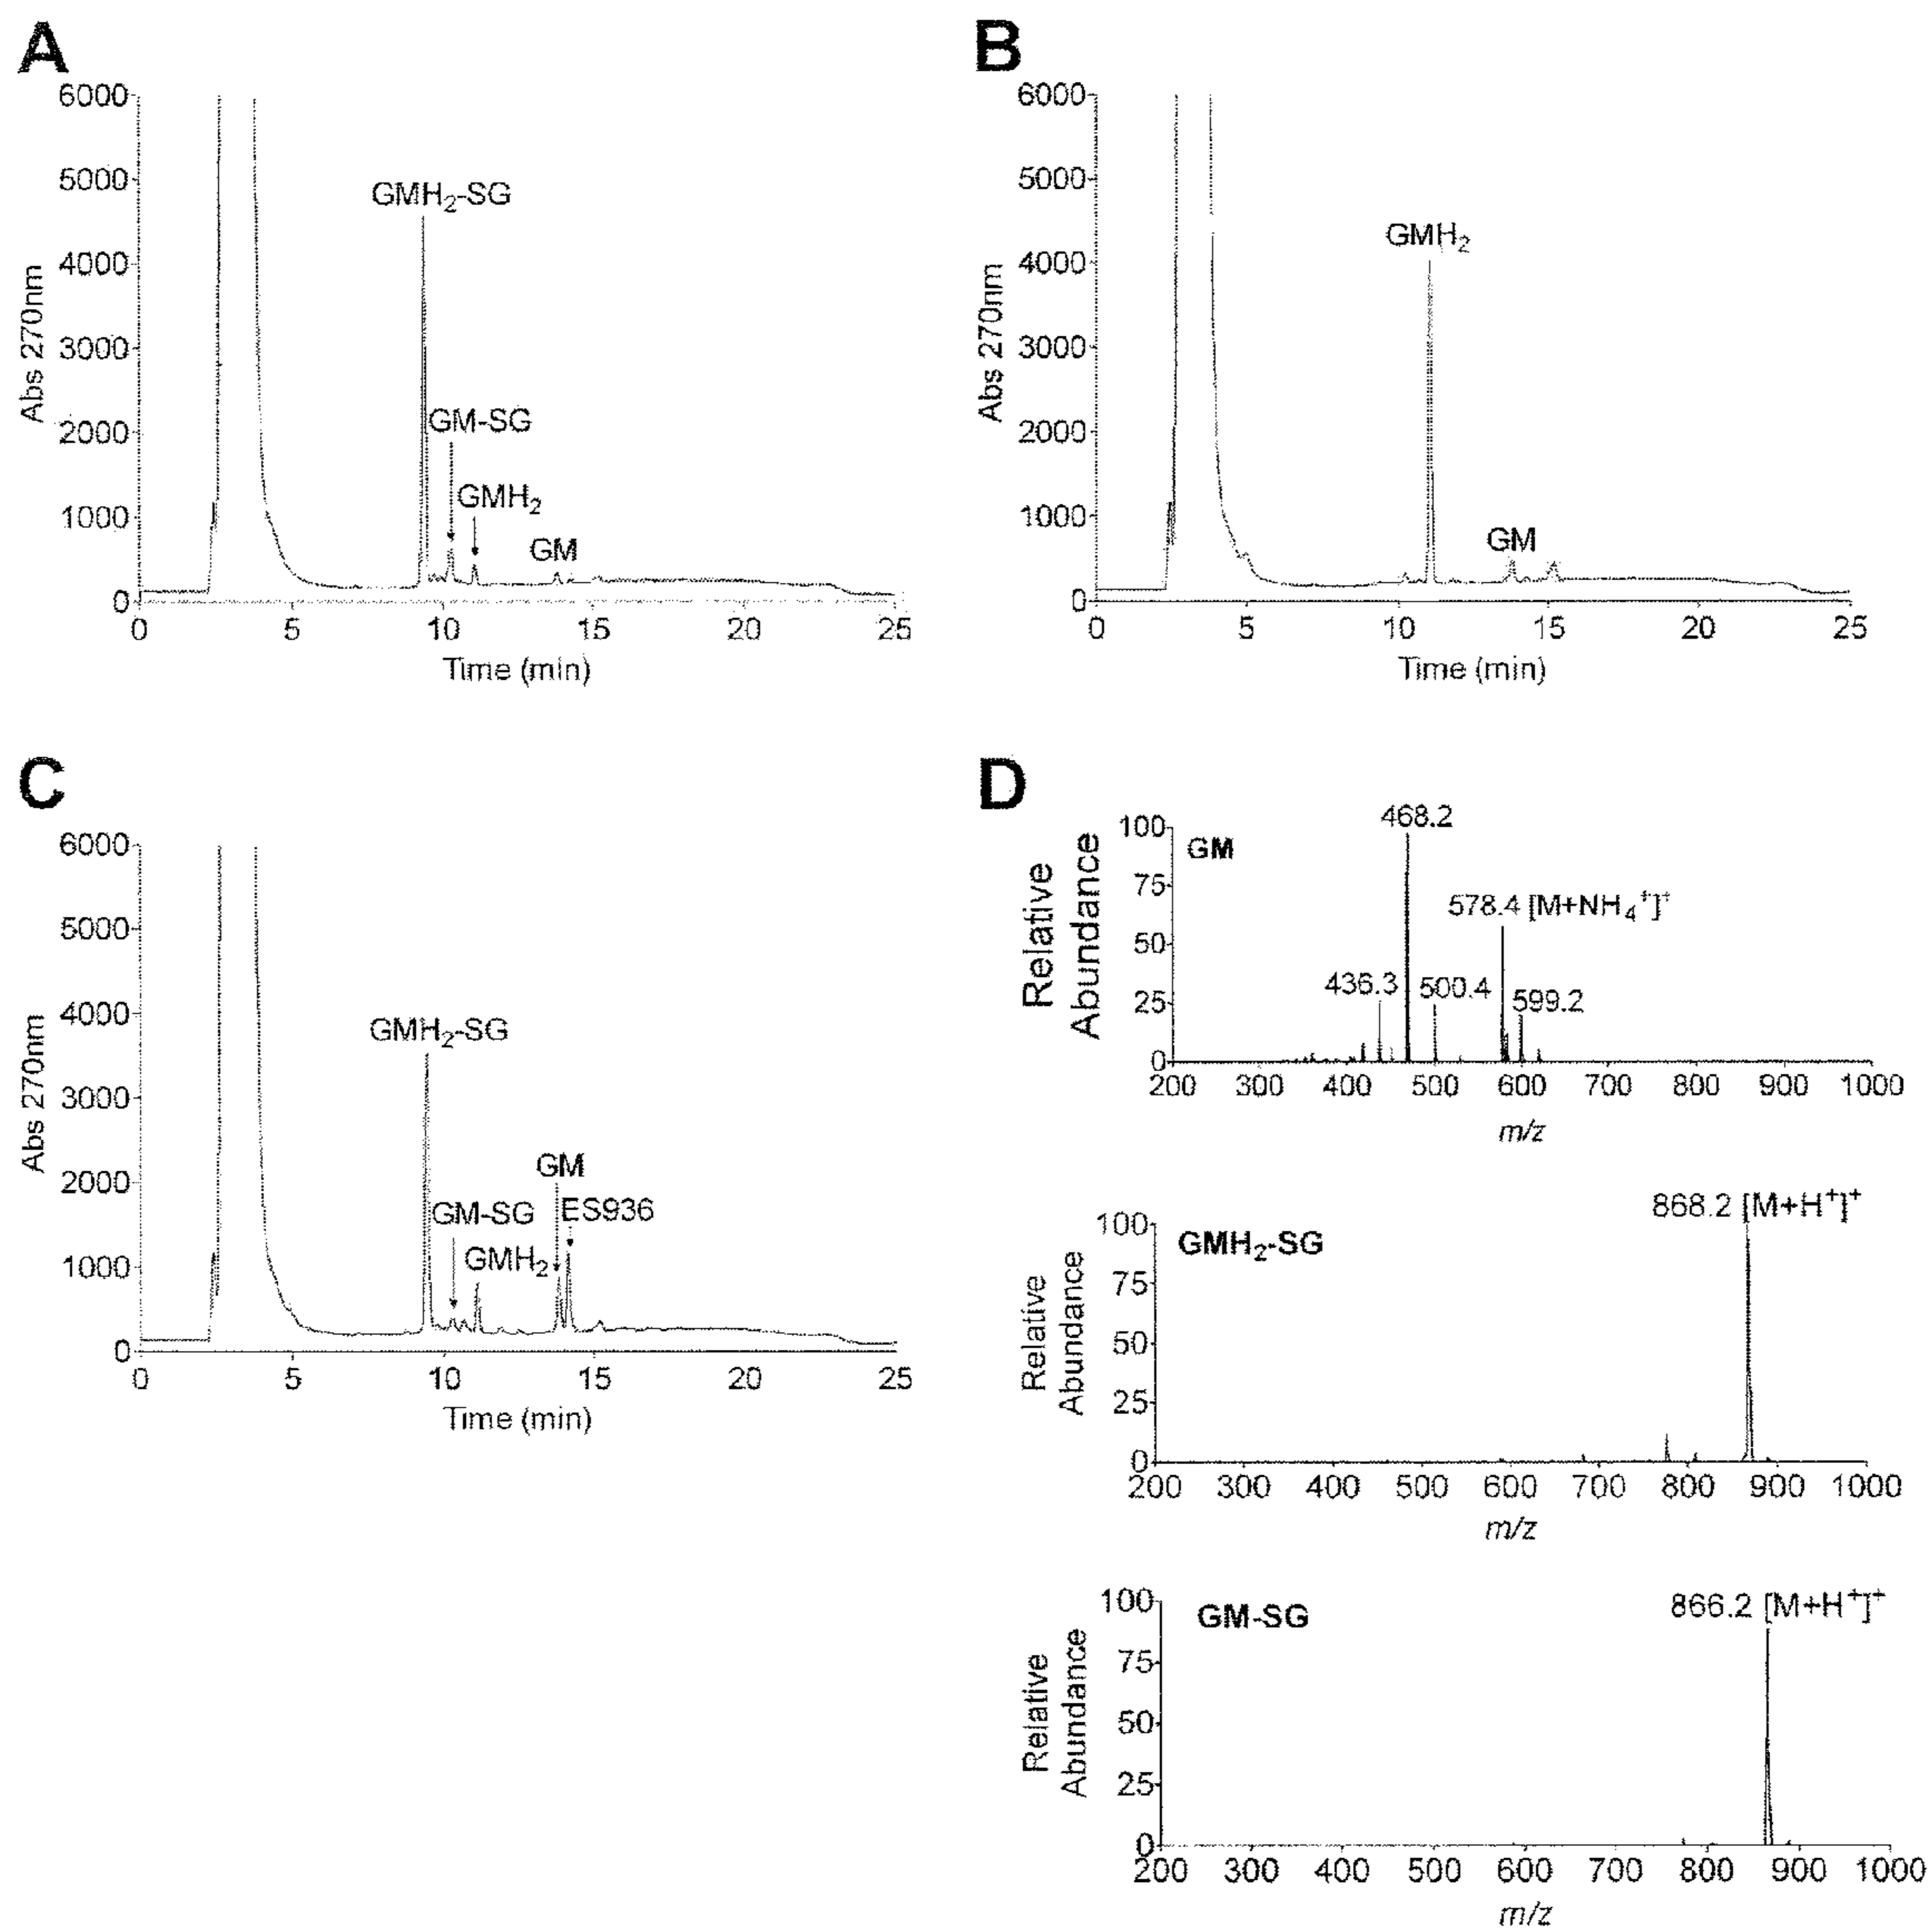 A
6000
5000
4000
3000
2000
1000
0
Abs 270nm
GMH₂-SG
GM-SG
GMH₂
GM
0 5 10 15 20 25
Time (min)
B
6000
5000
4000
3000
2000
1000
0
Abs 270nm
GMH₂
GM
0 5 10 15 20 25
Time (min)
C
6000
5000
4000
3000
2000
1000
0
Abs 270nm
GMH₂-SG
GM-SG
GMH₂
GM
ES936
0 5 10 15 20 25
Time (min)
D
Relative
Abundance
100
75
50
25
0
GM
468.2
578.4 [M+NH₄⁺]⁺
436.3
500.4
599.2
200 300 400 500 600 700 800 900 1000
m/z
Relative
Abundance
100
75
50
25
0
GMH₂-SG
868.2 [M+H⁺]⁺
200 300 400 500 600 700 800 900 1000
m/z
Relative
Abundance
100
75
50
25
0
GM-SG
866.2 [M+H⁺]⁺
200 300 400 500 600 700 800 900 1000
m/z